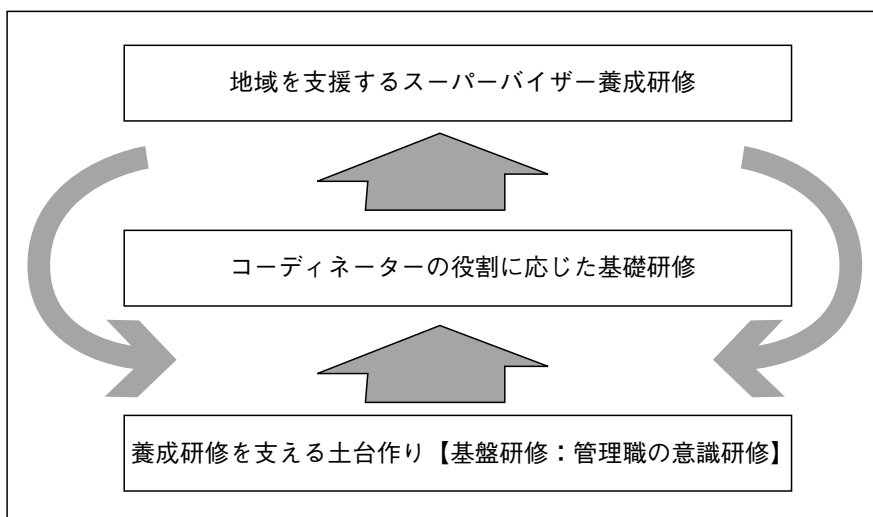 地域を支援するスーパーバイザー養成研修
コーディネーターの役割に応じた基礎研修
養成研修を支える土台作り【基盤研修：管理職の意識研修】